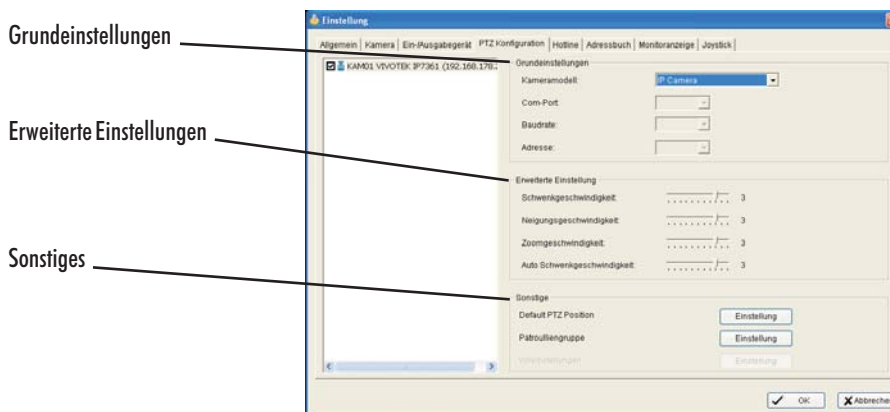 Grundeinstellungen
Erweiterte Einstellungen
Sonstiges
Einstellung
Allgemein Kamera Ein-/Ausgabegerät PTZ Konfiguration Hotline Adressbuch Monitoranzeige Joystick
KAM01 VIVOTEK IP7361 (192.168.178..
Grundeinstellungen
Kameramodell: IP Camera
Com-Port:
Baudrate:
Adresse:
Erweiterte Einstellung
Schwenkgeschwindigkeit: 3
Neigungsgeschwindigkeit: 3
Zoomgeschwindigkeit: 3
Auto Schwenkgeschwindigkeit: 3
Sonstige
Default PTZ Position Einstellung
Patrouillengruppe Einstellung
Einstellung
OK Abbreche